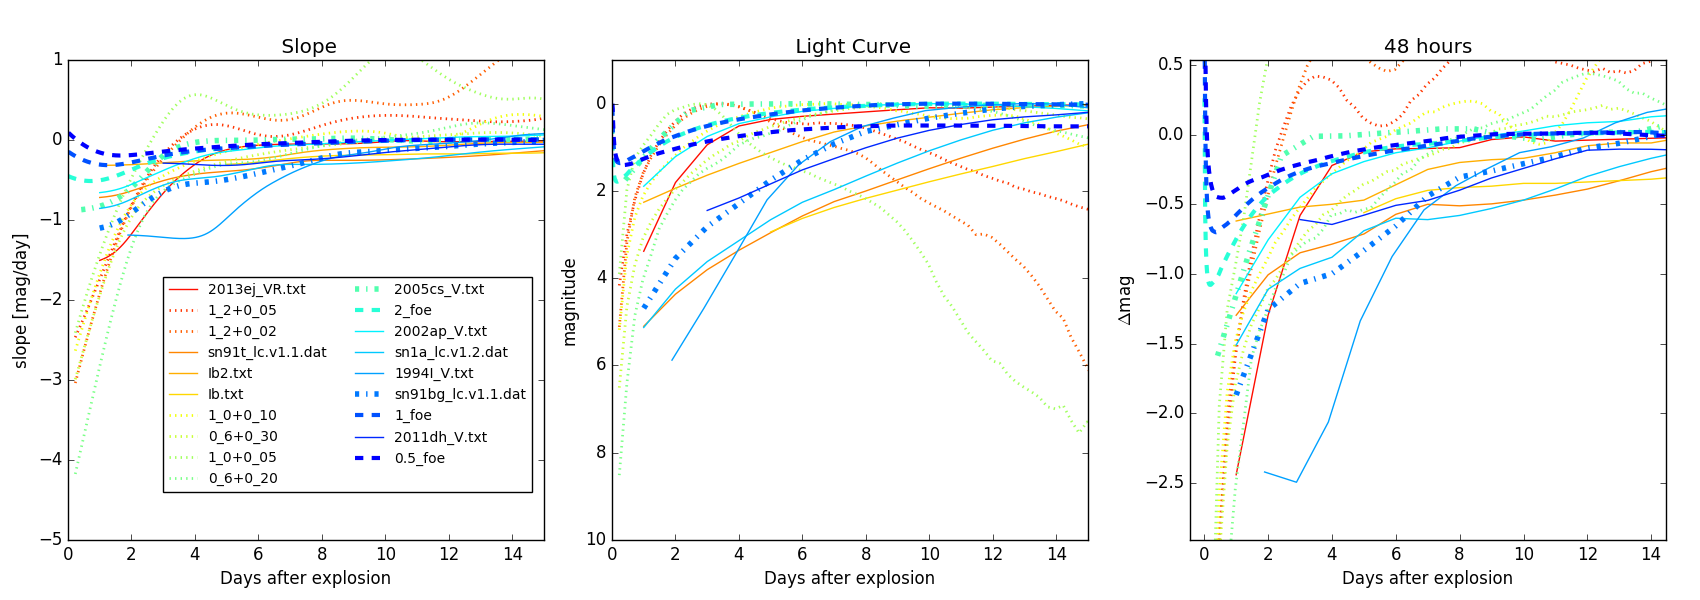 Slope
Light Curve
48 hours
slope [mag/day]
1
0
−1
−2
−3
−4
−5
0 2 4 6 8 10 12 14
Days after explosion
2013ej_VR.txt
1_2+0_05
1_2+0_02
sn91t_lc.v1.1.dat
Ib2.txt
Ib.txt
1_0+0_10
0_6+0_30
1_0+0_05
0_6+0_20
2005cs_V.txt
2_foe
2002ap_V.txt
sn1a_lc.v1.2.dat
1994I_V.txt
sn91bg_lc.v1.1.dat
1_foe
2011dh_V.txt
0.5_foe
magnitude
0
2
4
6
8
10
0 2 4 6 8 10 12 14
Days after explosion
Δmag
0.5
0.0
−0.5
−1.0
−1.5
−2.0
−2.5
0 2 4 6 8 10 12 14
Days after explosion